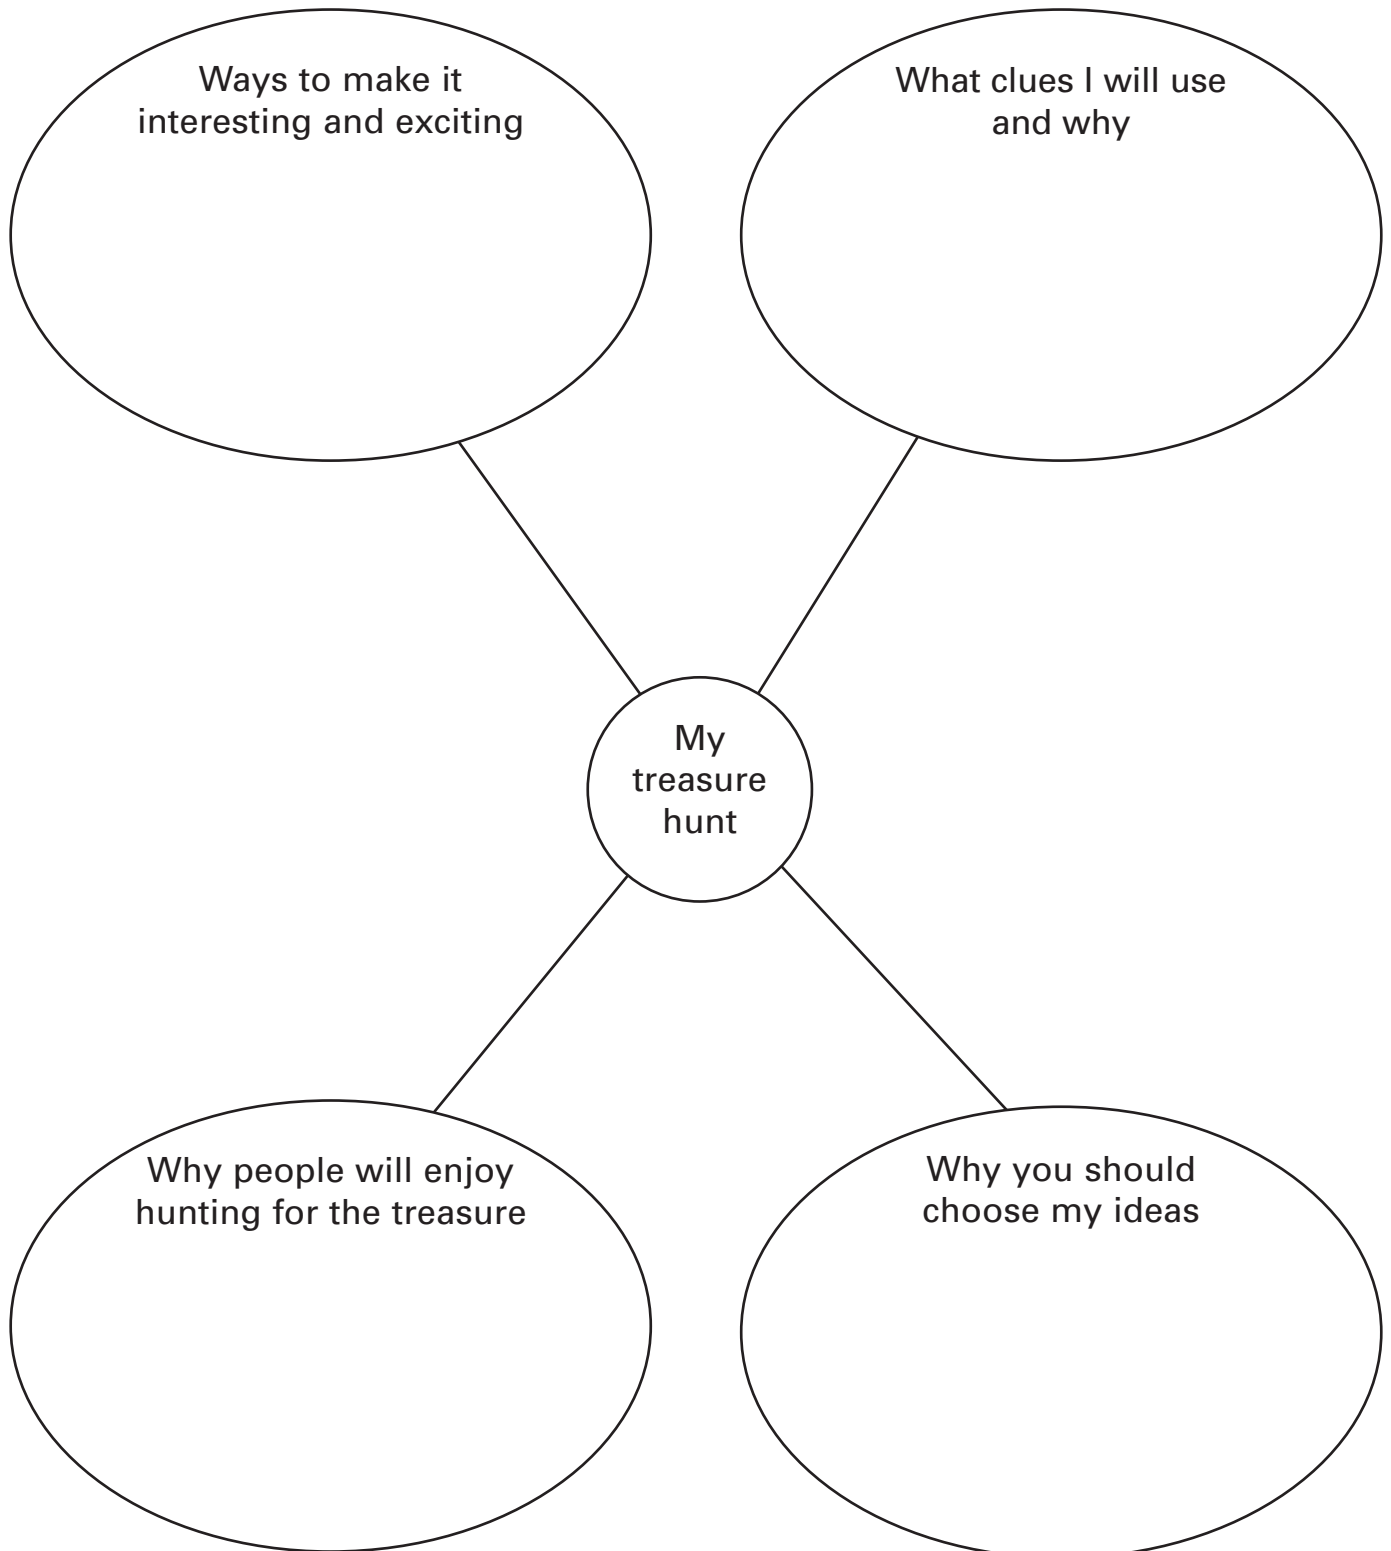 Ways to make it
interesting and exciting
What clues I will use
and why
My
treasure
hunt
Why people will enjoy
hunting for the treasure
Why you should
choose my ideas